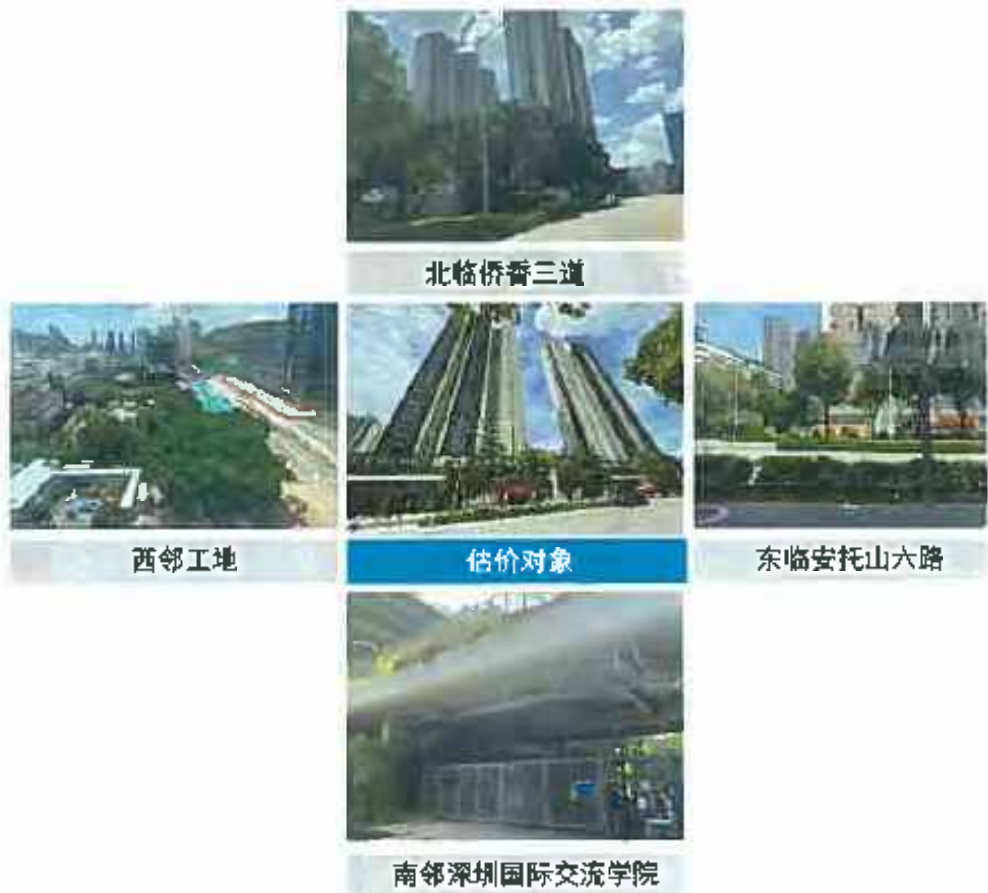 北临侨香三道
西邻工地
估价对象
东临安托山六路
南邻深圳国际交流学院